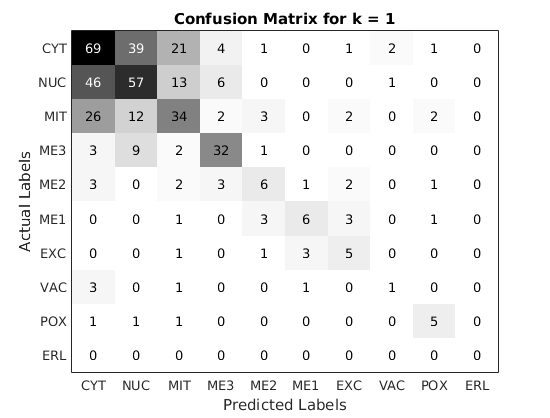 Confusion Matrix for k = 1
Actual Labels
CYT 69 39 21 4 1 0 1 2 1 0
NUC 46 57 13 6 0 0 0 1 0 0
MIT 26 12 34 2 3 0 2 0 2 0
ME3 3 9 2 32 1 0 0 0 0 0
ME2 3 0 2 3 6 1 2 0 1 0
ME1 0 0 1 0 3 6 3 0 1 0
EXC 0 0 1 0 1 3 5 0 0 0
VAC 3 0 1 0 0 1 0 1 0 0
POX 1 1 1 0 0 0 0 0 5 0
ERL 0 0 0 0 0 0 0 0 0 0
CYT NUC MIT ME3 ME2 ME1 EXC VAC POX ERL
Predicted Labels